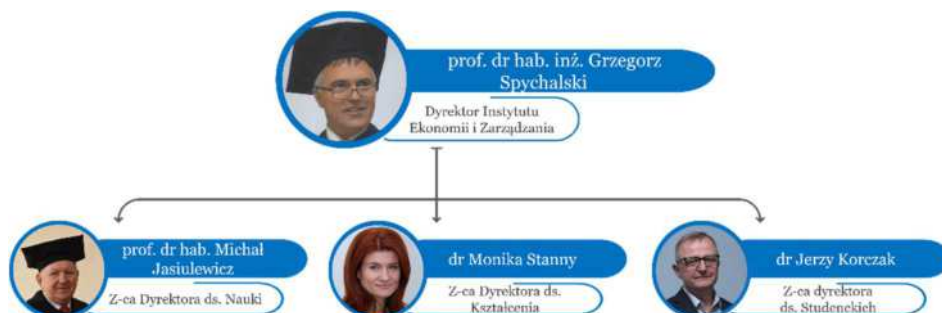 prof. dr hab. inż. Grzegorz
Spychalski
Dyrektor Instytutu
Ekonomii i Zarządzania
prof. dr hab. Michał
Jasiulewicz
Z-ca Dyrektora ds. Nauki
dr Monika Stanny
Z-ca Dyrektora ds.
Kształcenia
dr Jerzy Korczak
Z-ca dyrektora
ds. Studenckich